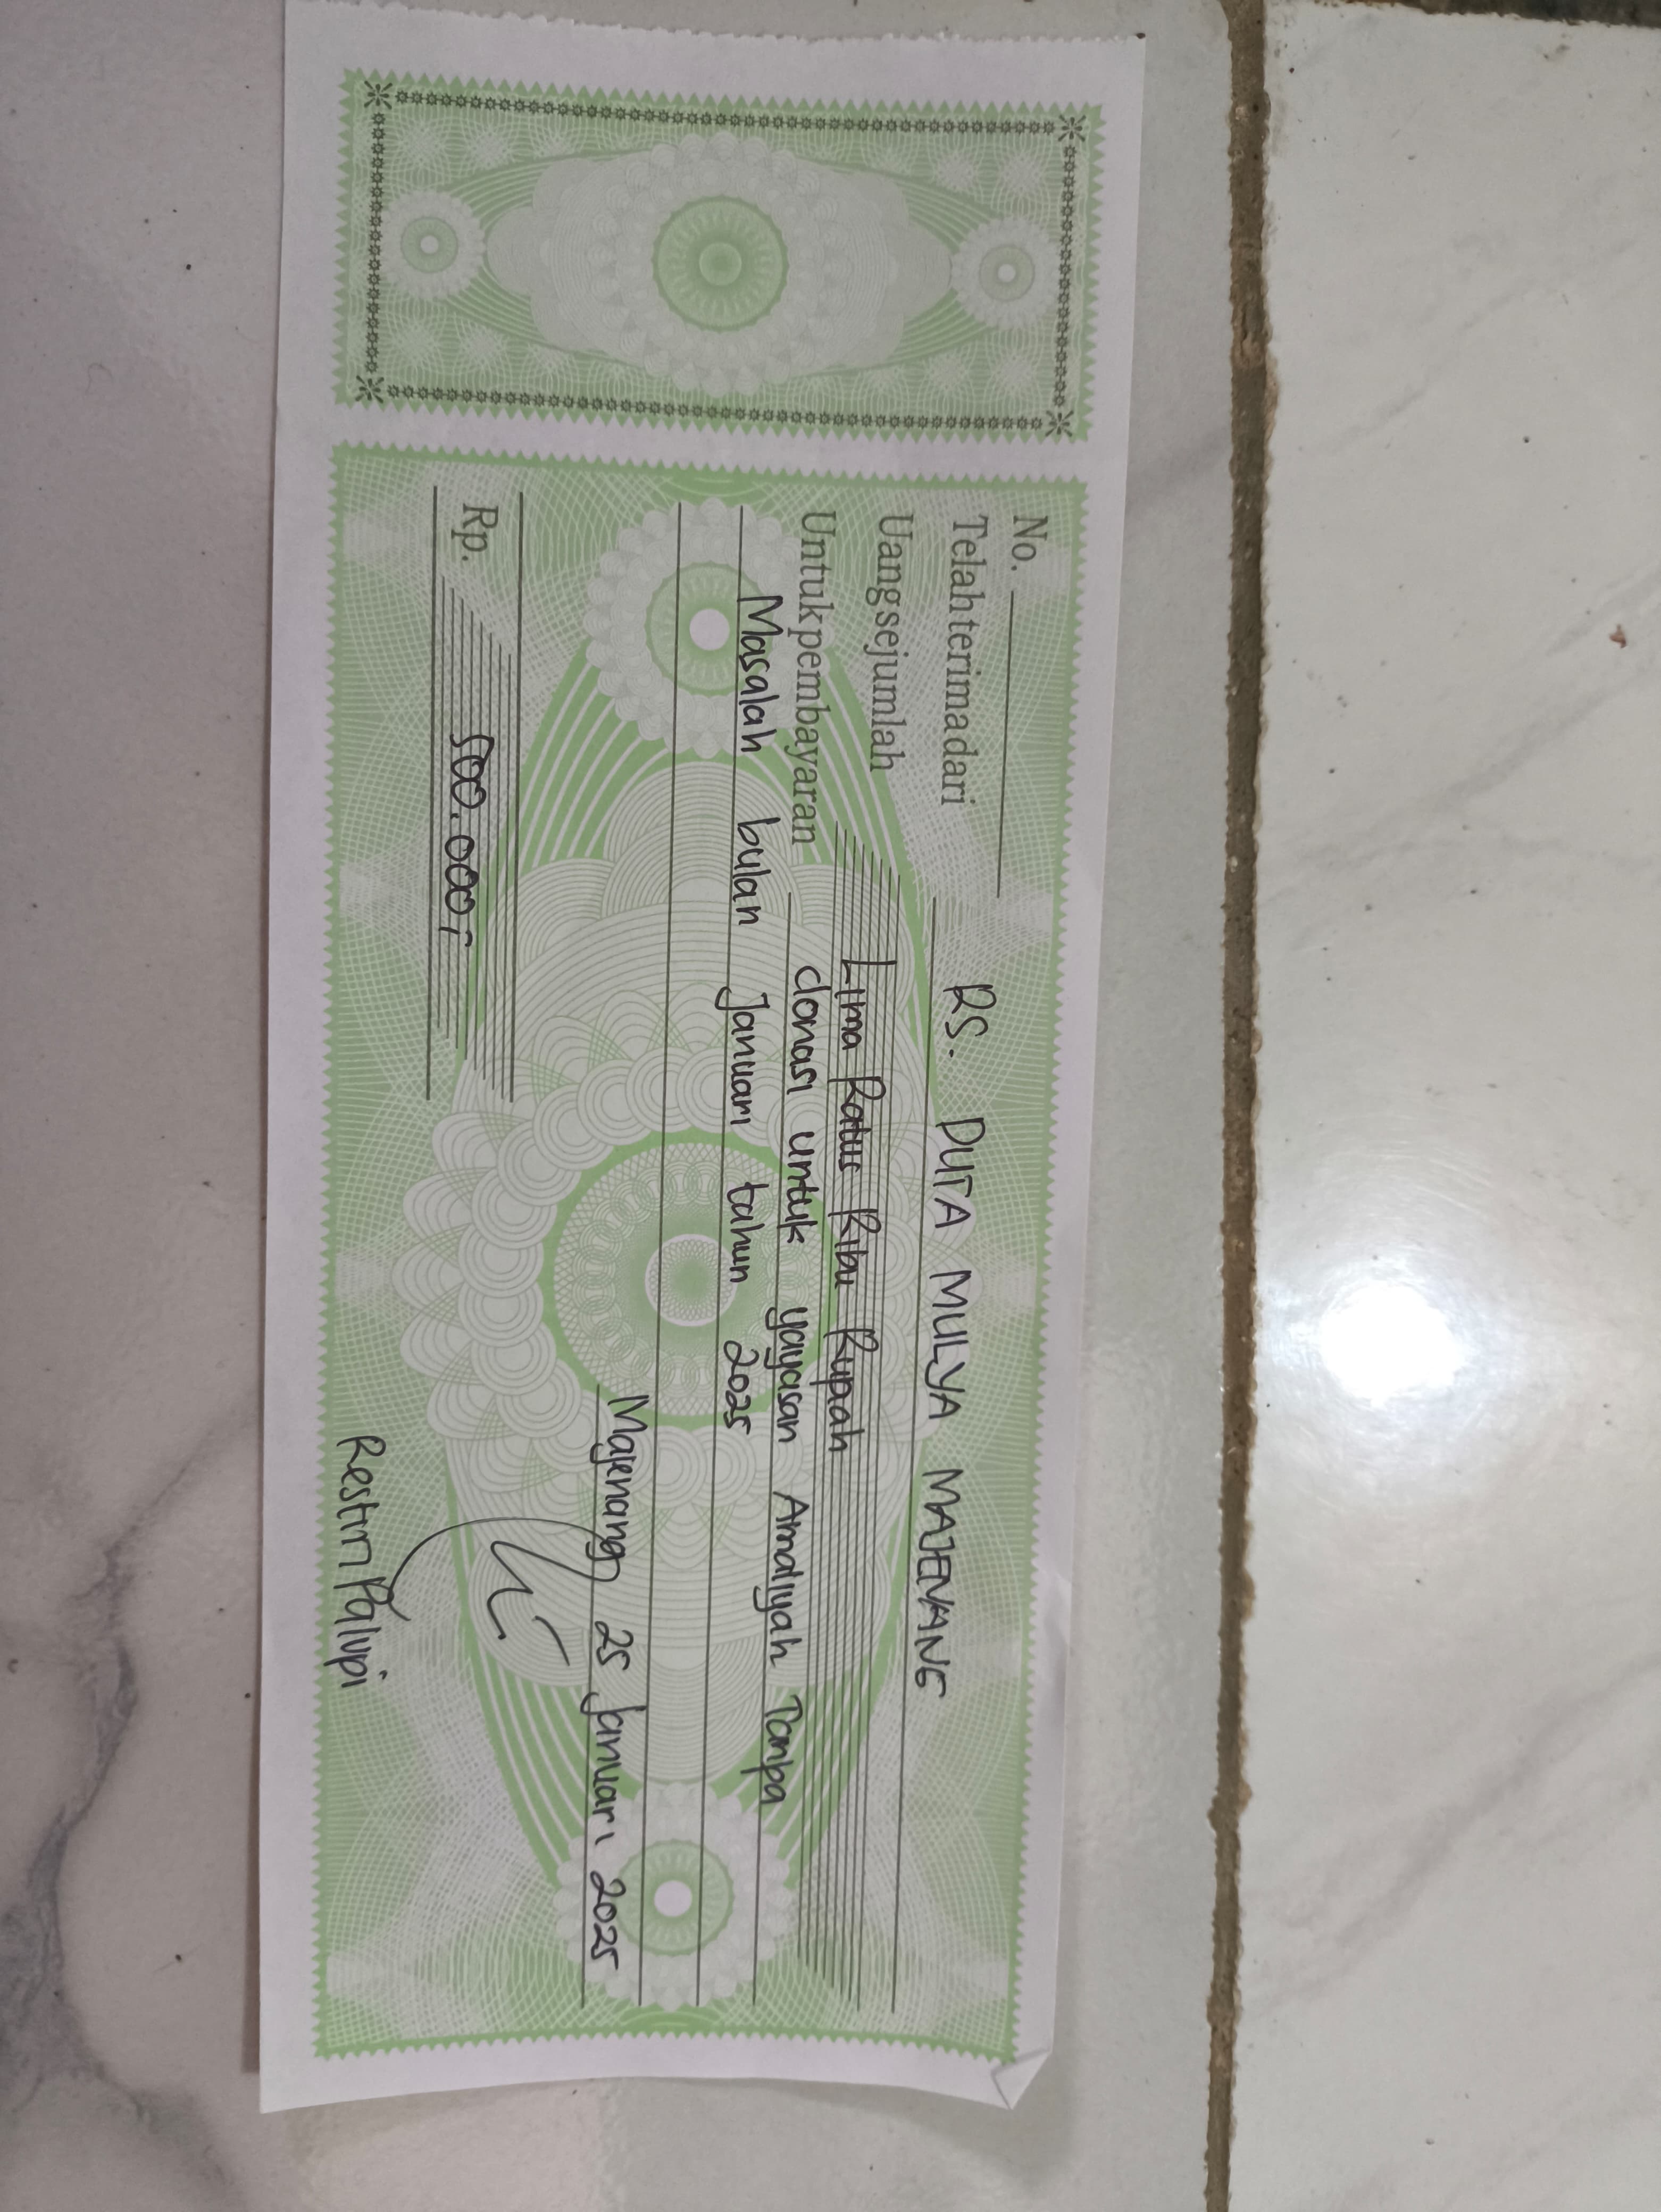 No.
Telah terima dari RS. DUTA MULYA MAJENANG
Uang sejumlah Lima Ratus Ribu Rupiah
Untuk pembayaran donasi untuk yayasan Amaliyah Tanpa
Masalah bulan Januari tahun 2025
Majenang 25 Januari 2025
Rp. 500.000,-
Restin Palupi